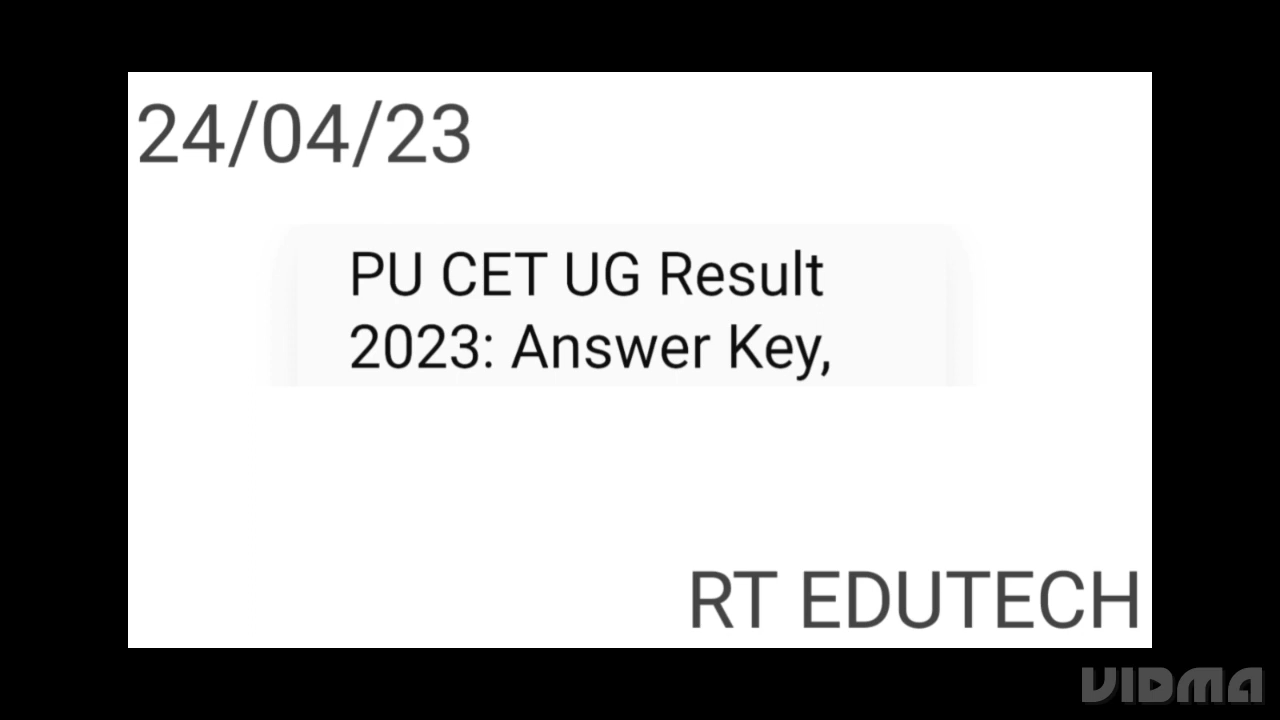 24/04/23
PU CET UG Result
2023: Answer Key,
RT EDUTECH
VIDMA